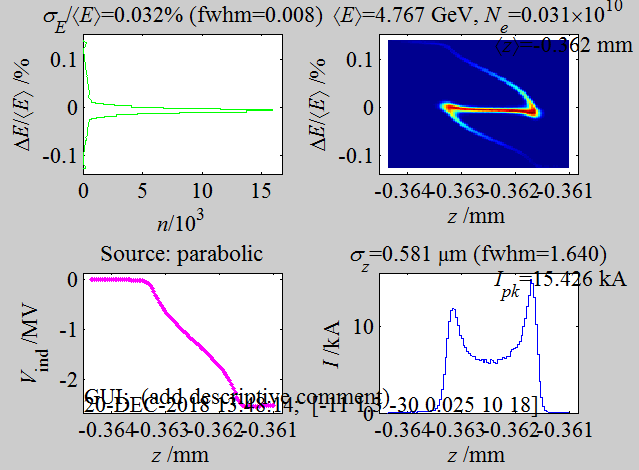 σE/⟨E⟩=0.032% (fwhm=0.008)
⟨E⟩=4.767 GeV, Ne=0.031×10^10
⟨z⟩=-0.362 mm
0.1
0
-0.1
ΔE/⟨E⟩ /%
0 5 10 15
n/10^3
0.1
0
-0.1
ΔE/⟨E⟩ /%
-0.364 -0.363 -0.362 -0.361
z /mm
Source: parabolic
0
-1
-2
Vind /MV
-0.364 -0.363 -0.362 -0.361
z /mm
σz=0.581 μm (fwhm=1.640)
Ipk=15.426 kA
10
0
I /kA
-0.364 -0.363 -0.362 -0.361
z /mm
GUI: (add descriptive comment)